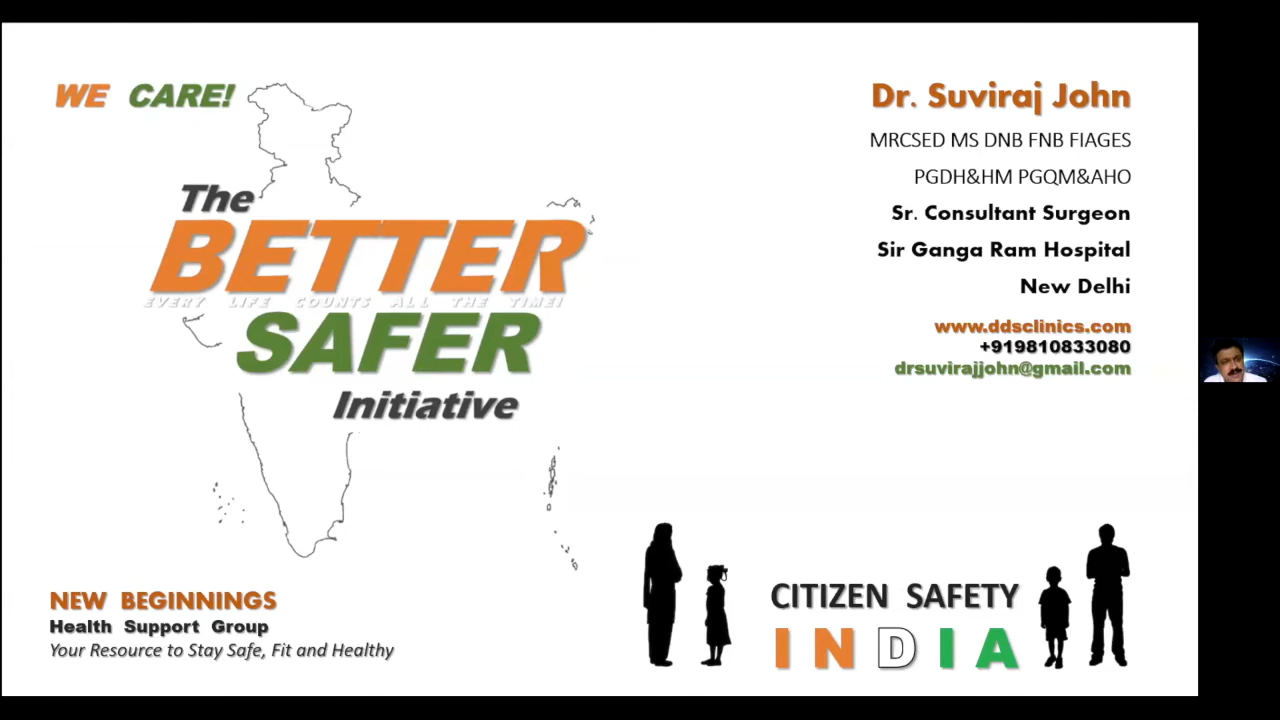 WE CARE!
The
BETTER
EVERY LIFE COUNTS ALL THE TIME!
SAFER
Initiative
Dr. Suviraj John
MRCSED MS DNB FNB FIAGES
PGDH&HM PGQM&AHO
Sr. Consultant Surgeon
Sir Ganga Ram Hospital
New Delhi
www.ddsclinics.com
+919810833080
drsuvirajjohn@gmail.com
NEW BEGINNINGS
Health Support Group
Your Resource to Stay Safe, Fit and Healthy
CITIZEN SAFETY
INDIA